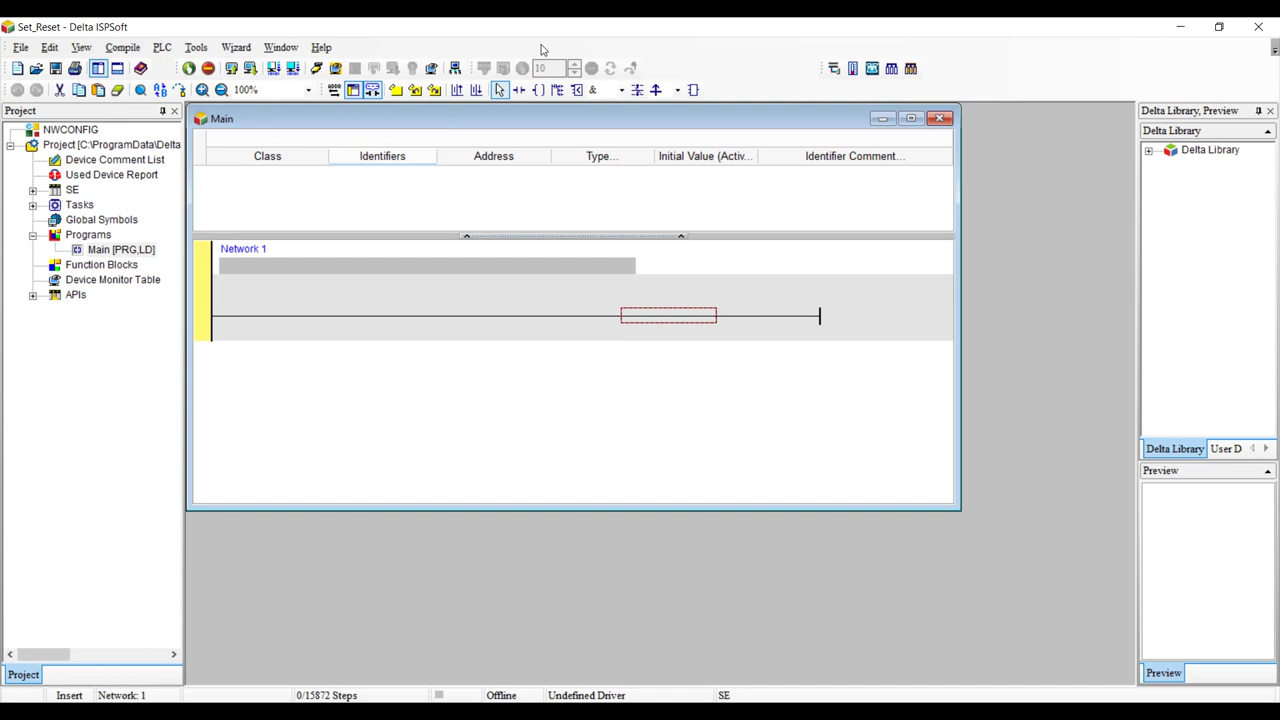 Set_Reset - Delta ISPSoft
File Edit View Compile PLC Tools Wizard Window Help
10
100% &
Project
NWCONFIG
Project [C:\ProgramData\Delta
Device Comment List
Used Device Report
SE
Tasks
Global Symbols
Programs
Main [PRG,LD]
Function Blocks
Device Monitor Table
APIs
Project
Main
Class Identifiers Address Type... Initial Value (Activ... Identifier Comment...
Network 1
Delta Library, Preview
Delta Library
Delta Library
Delta Library User D
Preview
Preview
Insert Network: 1 0/15872 Steps Offline Undefined Driver SE